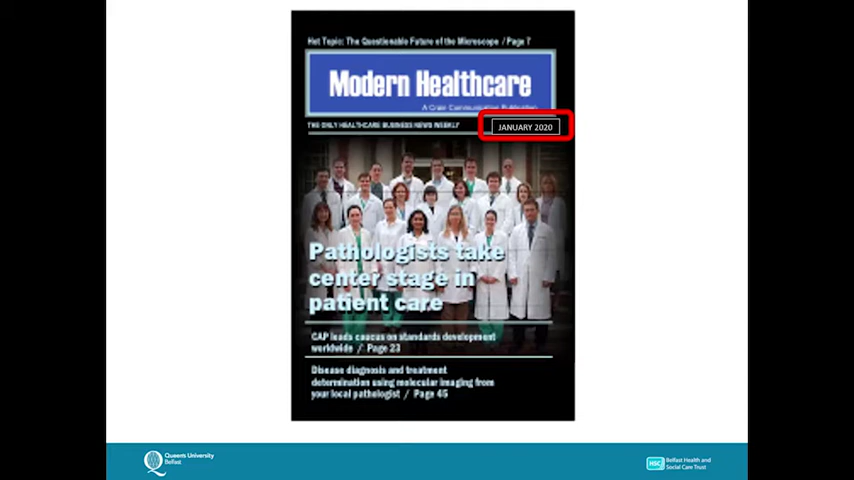 Hot Topic: The Questionable Future of the Microscope / Page 7
Modern Healthcare
A Crain Communication Publication
THE ONLY HEALTHCARE BUSINESS NEWS WEEKLY
JANUARY 2020
Pathologists take
center stage in
patient care
CAP leads caucus on standards development
worldwide / Page 23
Disease diagnosis and treatment
determination using molecular imaging from
your local pathologist / Page 45
Queen's University
Belfast
HSC
Belfast Health and
Social Care Trust